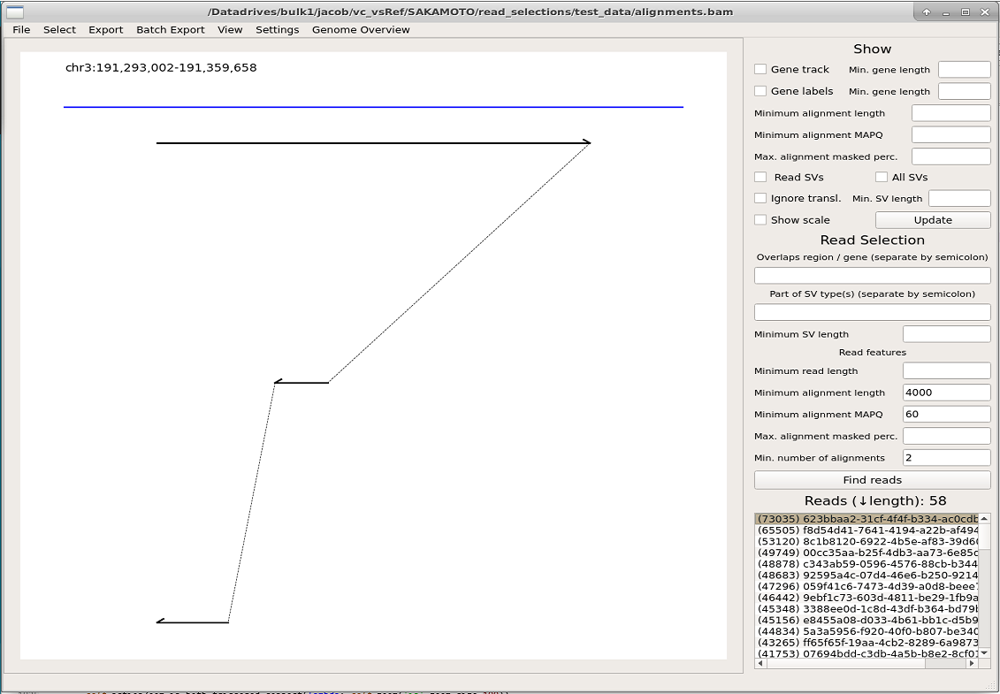 /Datadrives/bulk1/jacob/vc_vsRef/SAKAMOTO/read_selections/test_data/alignments.bam
File Select Export Batch Export View Settings Genome Overview
chr3:191,293,002-191,359,658
Show
Gene track Min. gene length
Gene labels Min. gene length
Minimum alignment length
Minimum alignment MAPQ
Max. alignment masked perc.
Read SVs All SVs
Ignore transl. Min. SV length
Show scale Update
Read Selection
Overlaps region / gene (separate by semicolon)
Part of SV type(s) (separate by semicolon)
Minimum SV length
Read features
Minimum read length
Minimum alignment length 4000
Minimum alignment MAPQ 60
Max. alignment masked perc.
Min. number of alignments 2
Find reads
Reads (↓length): 58
(73035) 623bbaa2-31cf-4f4f-b334-ac0cdb
(65505) f8d54d41-7641-4194-a22b-af494
(53120) 8c1b8120-6922-4b5e-af83-39d60
(49749) 00cc35aa-b25f-4db3-aa73-6e85c
(48878) c343ab59-0596-4576-88cb-b344
(48683) 92595a4c-07d4-46e6-b250-9214
(47296) 059f41c6-7473-4d39-a0d8-beee
(46442) 9ebf1c73-603d-4811-be29-1fb9a
(45348) 3388ee0d-1c8d-43df-b364-bd79b
(45156) e8455a08-d033-4b61-bb1c-d5b9
(44834) 5a3a5956-f920-40f0-b807-be340
(43265) ff65f65f-19aa-4cb2-8289-6a9873
(41753) 07694bdd-c3db-4a5b-b8e2-8cf01